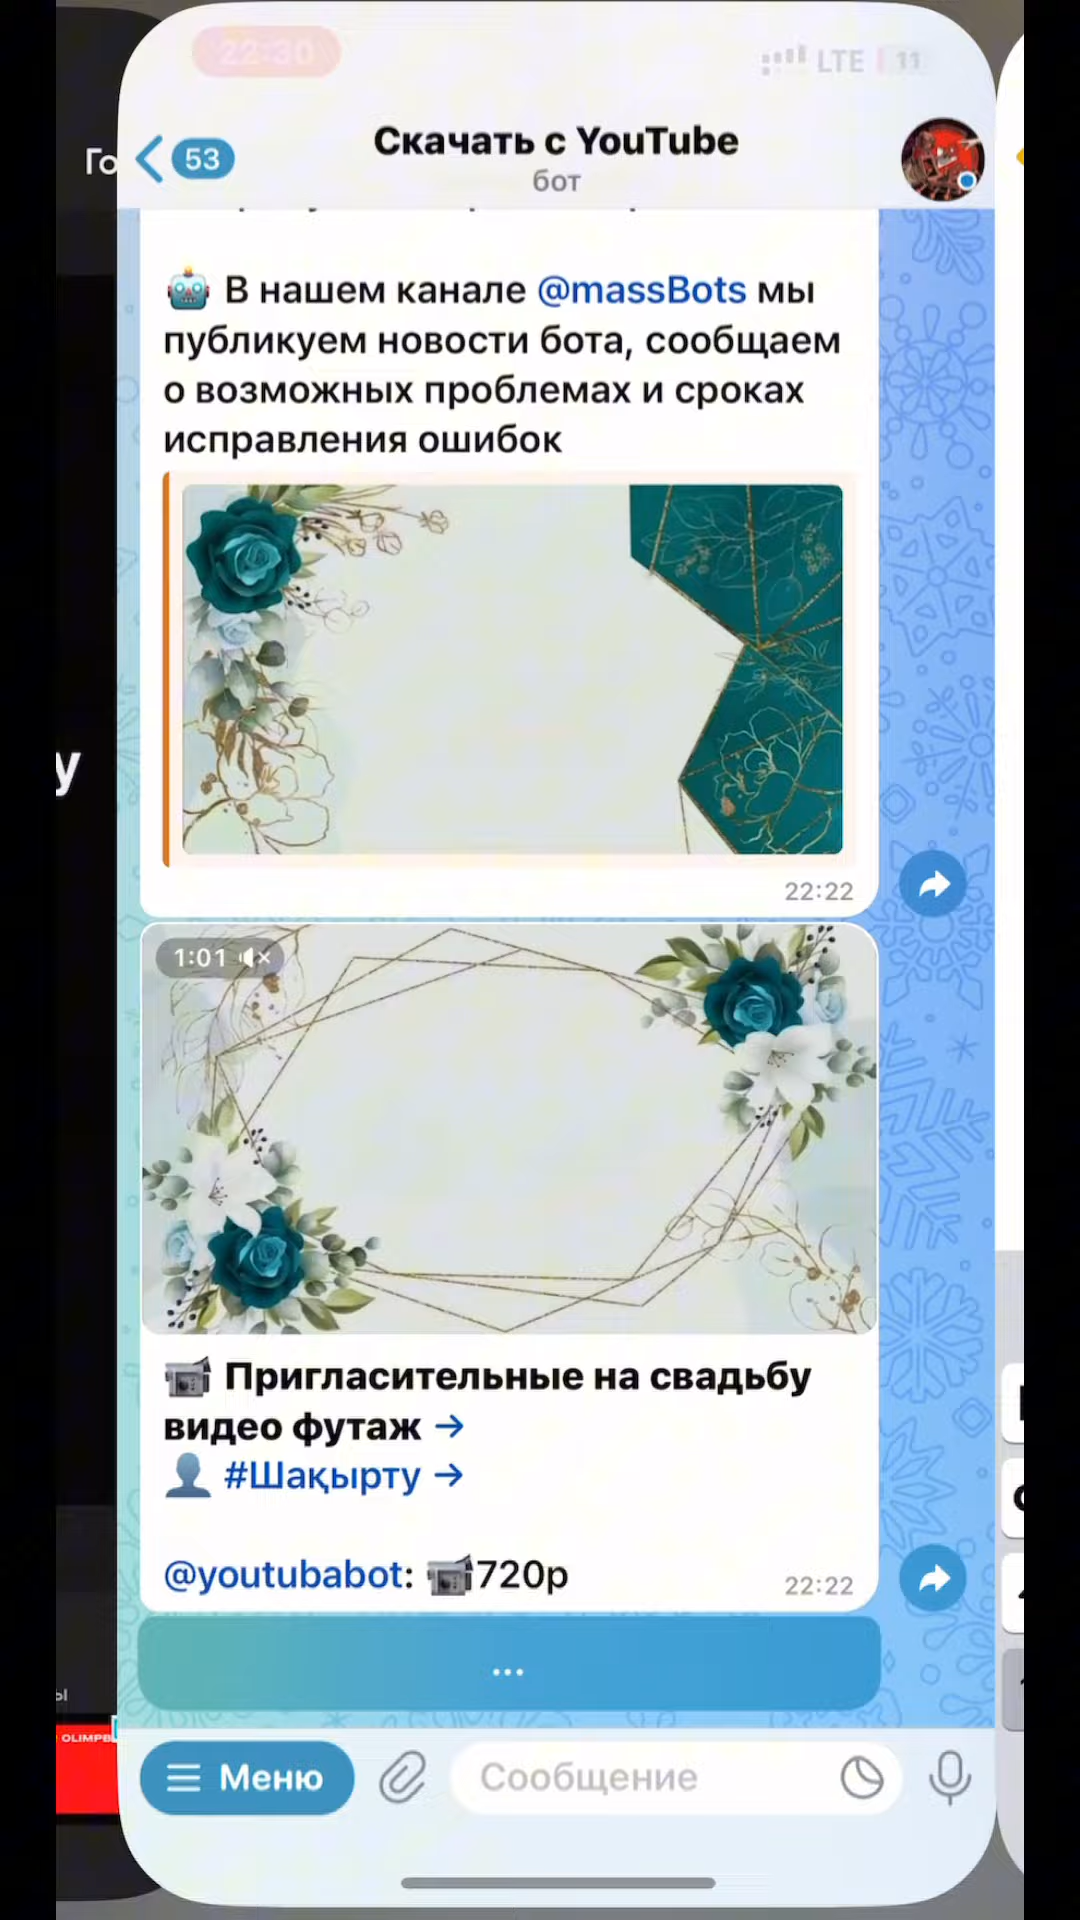 22:30
LTE 11
Го
53
Скачать с YouTube
бот
В нашем канале @massBots мы
публикуем новости бота, сообщаем
о возможных проблемах и сроках
исправления ошибок
у
22:22
1:01
Пригласительные на свадьбу
видео футаж →
#Шақырту →
@youtubabot: 720p
22:22
...
ы
OLIMPB
Меню
Сообщение